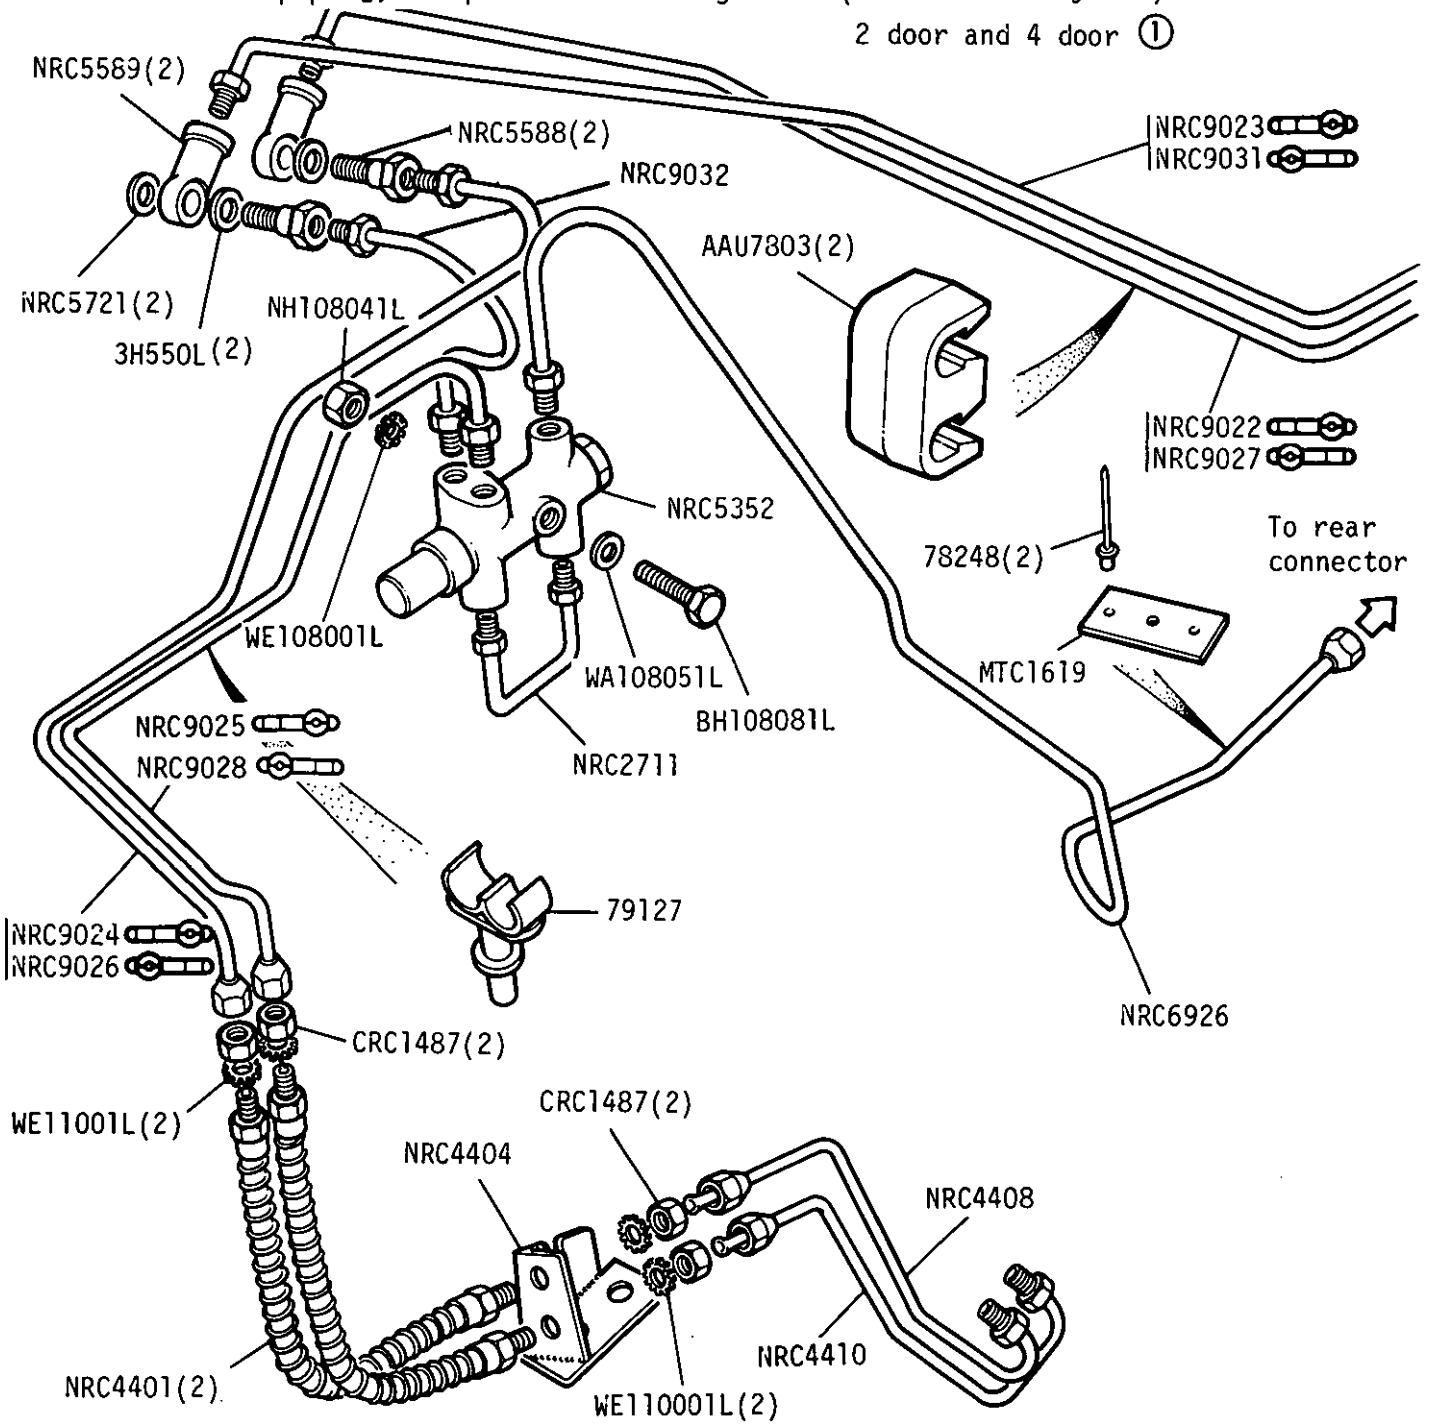 2 door and 4 door ①
NRC5589(2)
NRC5588(2)
NRC9023
NRC9031
NRC9032
AAU7803(2)
NRC5721(2)
NH108041L
3H550L(2)
NRC9022
NRC9027
NRC5352
78248(2)
To rear
connector
WE108001L
WA108051L
MTC1619
BH108081L
NRC9025
NRC9028
NRC2711
79127
NRC9024
NRC9026
NRC6926
CRC1487(2)
WE11001L(2)
CRC1487(2)
NRC4404
NRC4408
NRC4410
NRC4401(2)
WE110001L(2)